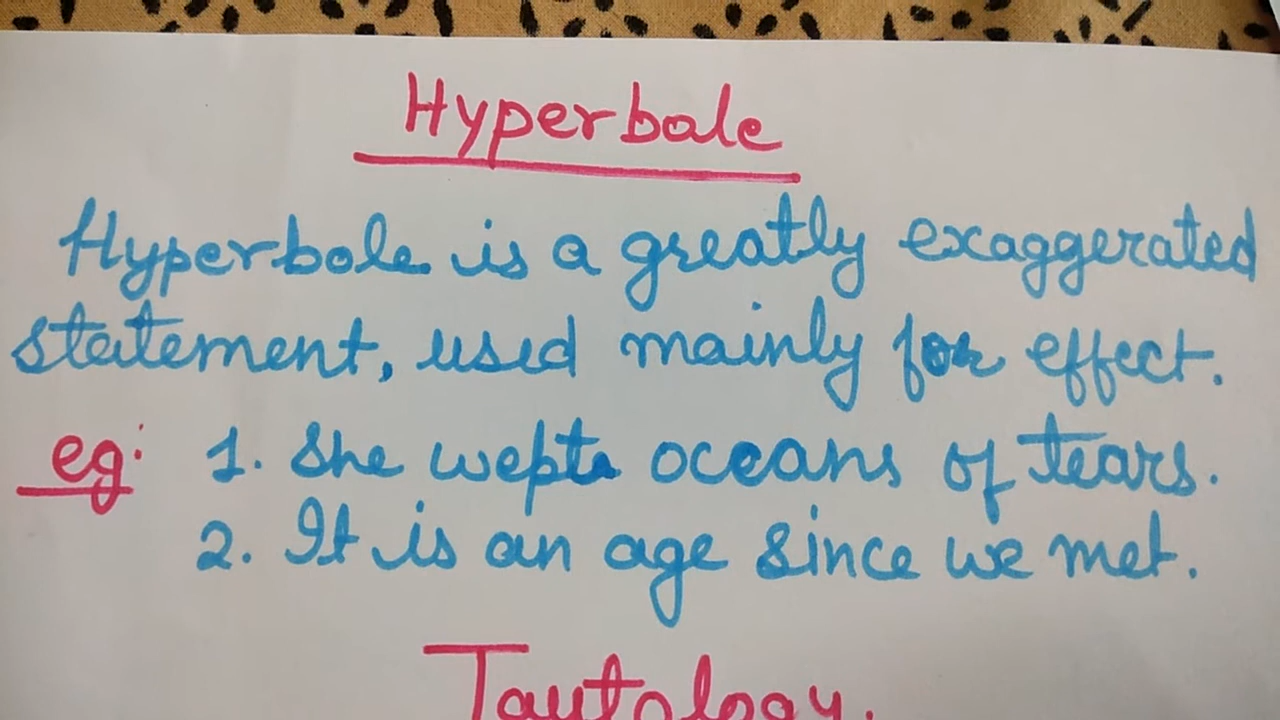 Hyperbole
Hyperbole is a greatly exaggerated
statement, used mainly for effect.
eg: 1. She wept oceans of tears.
2. It is an age since we met.
Tautology.